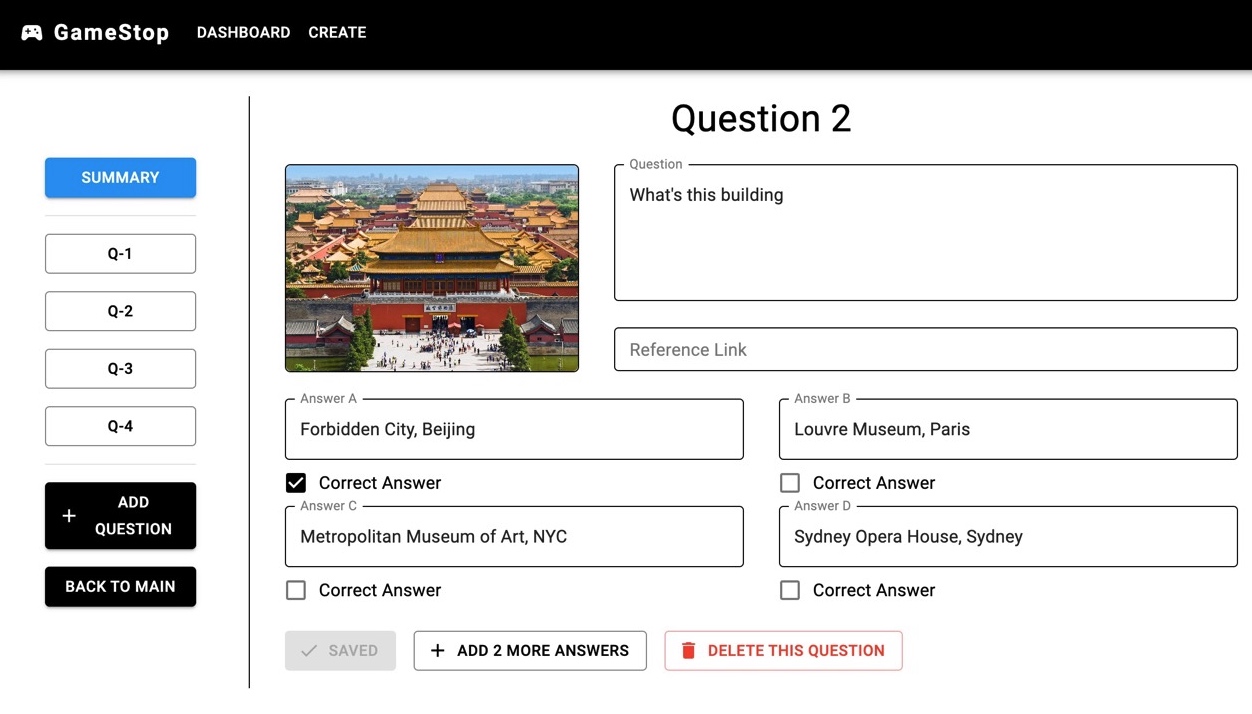 GameStop DASHBOARD CREATE
Question 2
SUMMARY
Q-1
Q-2
Q-3
Q-4
ADD
QUESTION
BACK TO MAIN
Question
What's this building
Reference Link
Answer A
Forbidden City, Beijing
Correct Answer
Answer B
Louvre Museum, Paris
Correct Answer
Answer C
Metropolitan Museum of Art, NYC
Correct Answer
Answer D
Sydney Opera House, Sydney
Correct Answer
SAVED
ADD 2 MORE ANSWERS
DELETE THIS QUESTION